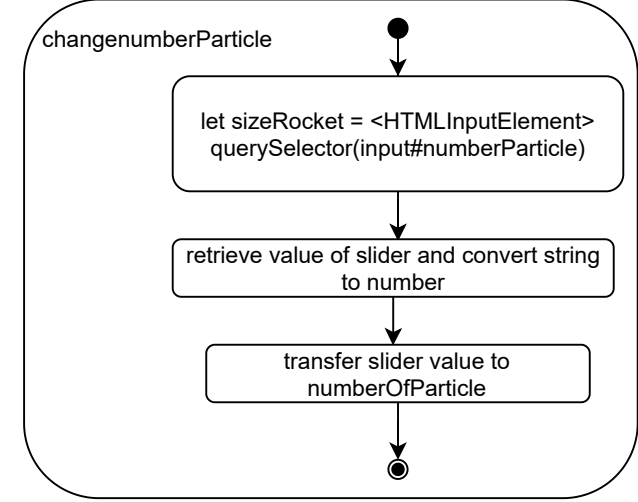 changenumberParticle
let sizeRocket = <HTMLInputElement>
querySelector(input#numberParticle)
retrieve value of slider and convert string
to number
transfer slider value to
numberOfParticle